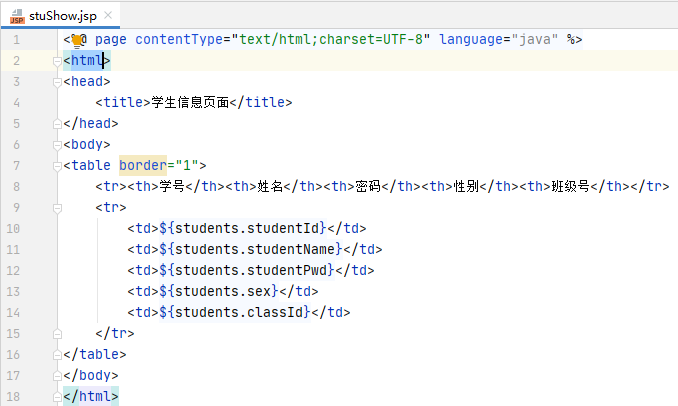 stuShow.jsp
1 <%@ page contentType="text/html;charset=UTF-8" language="java" %>
2 <html>
3 <head>
4 <title>学生信息页面</title>
5 </head>
6 <body>
7 <table border="1">
8 <tr><th>学号</th><th>姓名</th><th>密码</th><th>性别</th><th>班级号</th></tr>
9 <tr>
10 <td>${students.studentId}</td>
11 <td>${students.studentName}</td>
12 <td>${students.studentPwd}</td>
13 <td>${students.sex}</td>
14 <td>${students.classId}</td>
15 </tr>
16 </table>
17 </body>
18 </html>